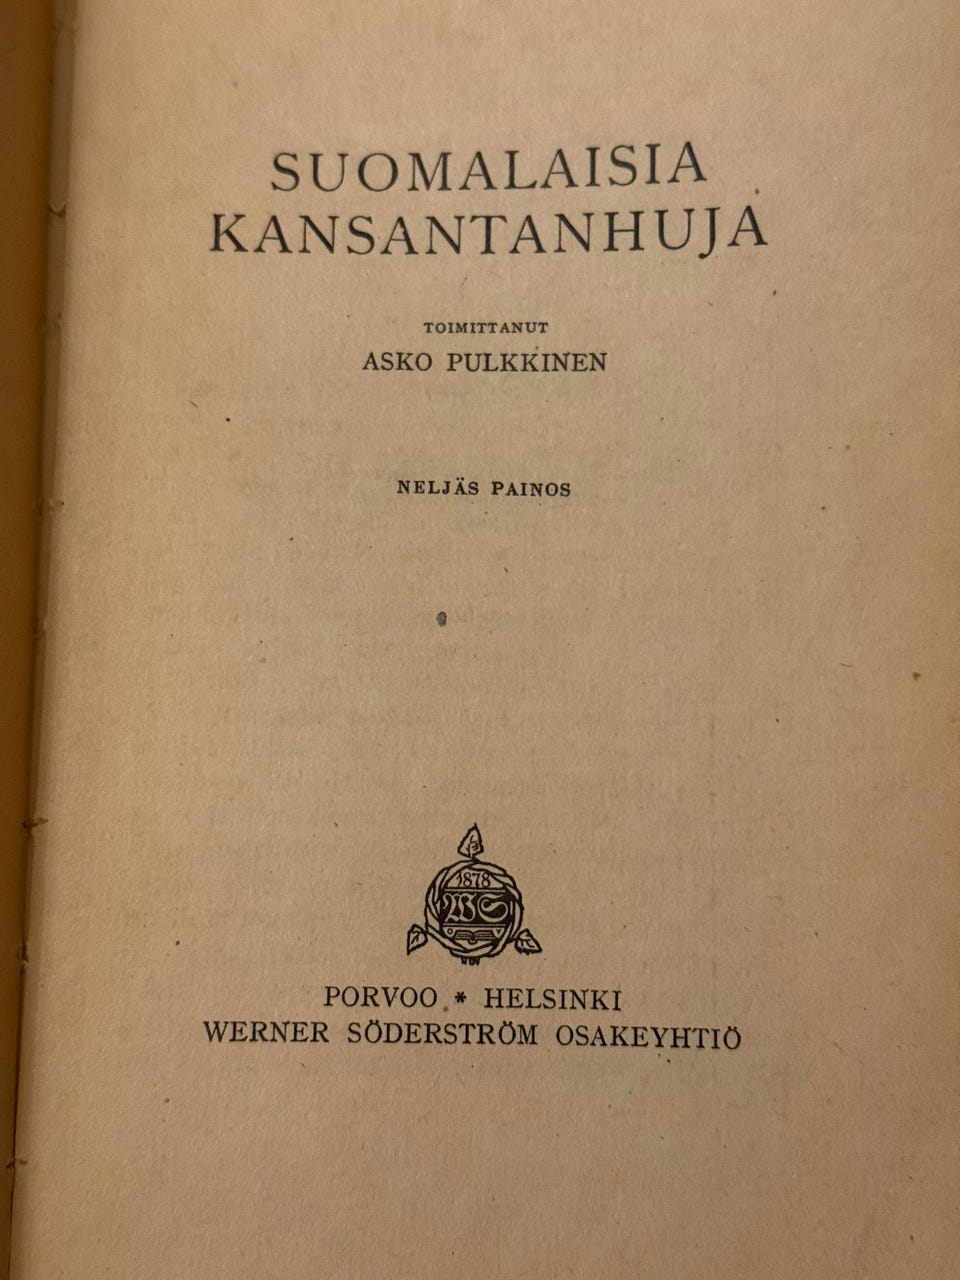 SUOMALAISIA
KANSANTANHUJA
TOIMITTANUT
ASKO PULKKINEN
NELJÄS PAINOS
1878
WS
PORVOO * HELSINKI
WERNER SÖDERSTRÖM OSAKEYHTIÖ